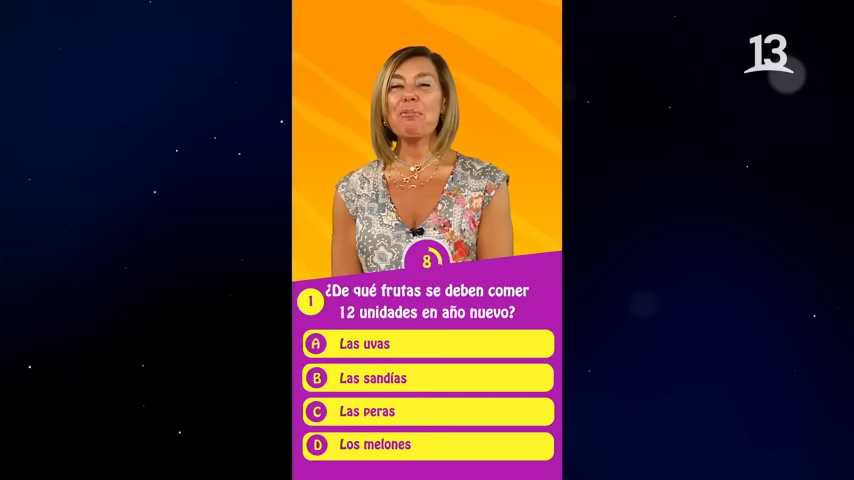 13
8
1
¿De qué frutas se deben comer
12 unidades en año nuevo?
A Las uvas
B Las sandías
C Las peras
D Los melones